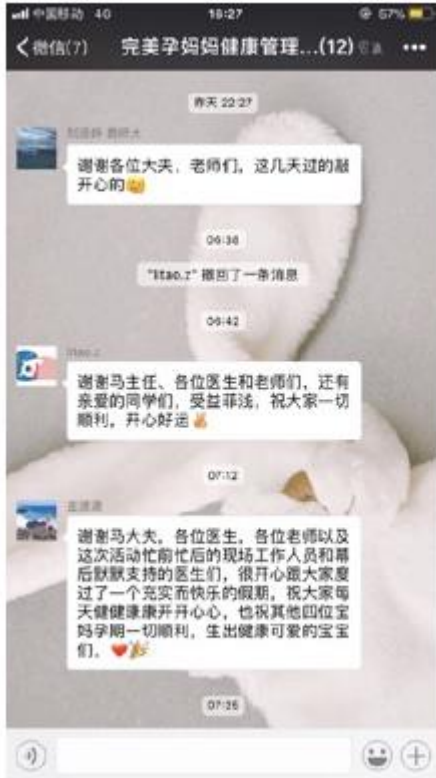 中国移动 4G 18:27 67%
微信(7) 完美孕妈妈健康管理...(12)
昨天 22:27
谢谢各位大夫，老师们，这几天过的敲
开心的
06:38
"litao.z" 撤回了一条消息
06:42
litao.z
谢谢马主任、各位医生和老师们，还有
亲爱的同学们，受益菲浅，祝大家一切
顺利，开心好运
07:12
谢谢马大夫，各位医生，各位老师以及
这次活动忙前忙后的现场工作人员和幕
后默默支持的医生们，很开心跟大家度
过了一个充实而快乐的假期，祝大家每
天健健康康开开心心，也祝其他四位宝
妈孕期一切顺利，生出健康可爱的宝宝
们。
07:26